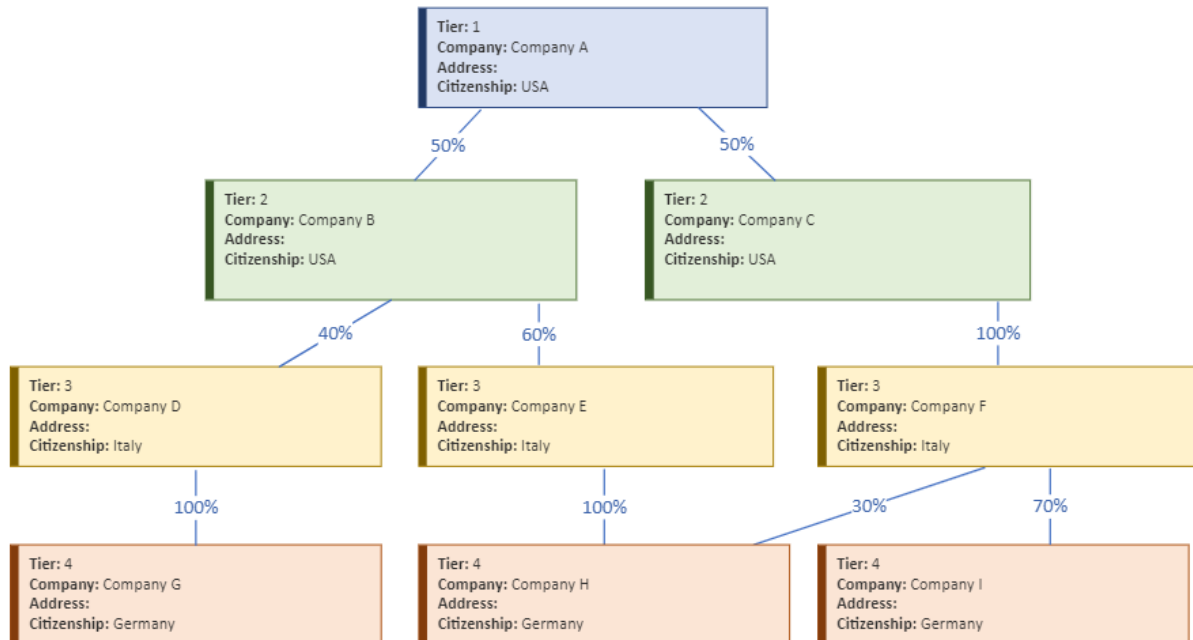 Tier: 1
Company: Company A
Address:
Citizenship: USA
50%
50%
Tier: 2
Company: Company B
Address:
Citizenship: USA
Tier: 2
Company: Company C
Address:
Citizenship: USA
40%
60%
100%
Tier: 3
Company: Company D
Address:
Citizenship: Italy
Tier: 3
Company: Company E
Address:
Citizenship: Italy
Tier: 3
Company: Company F
Address:
Citizenship: Italy
100%
100%
30%
70%
Tier: 4
Company: Company G
Address:
Citizenship: Germany
Tier: 4
Company: Company H
Address:
Citizenship: Germany
Tier: 4
Company: Company I
Address:
Citizenship: Germany